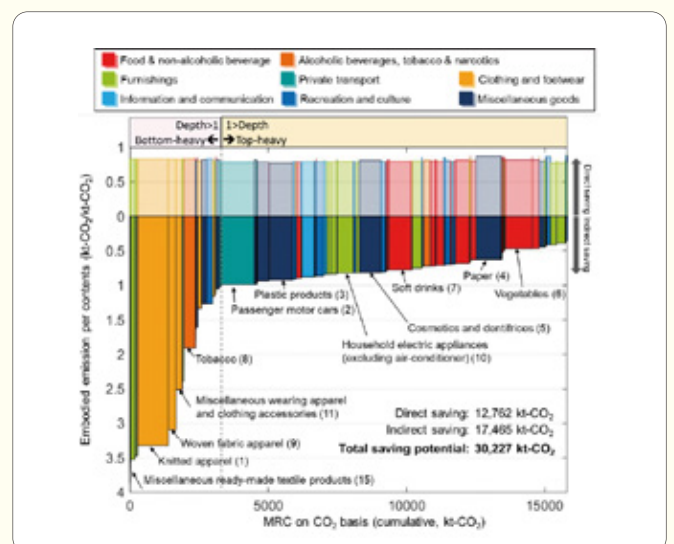 Food & non-alcoholic beverage
Alcoholic beverages, tobacco & narcotics
Furnishings
Private transport
Clothing and footwear
Information and communication
Recreation and culture
Miscellaneous goods
Depth>1
1>Depth
Bottom-heavy
Top-heavy
1
0.5
0
0.5
1
1.5
2
2.5
3
3.5
4
Embodied emission per contents (kt-CO₂/kt-CO₂)
Direct saving
Indirect saving
Plastic products (3)
Passenger motor cars (2)
Soft drinks (7)
Paper (4)
Vegetables (6)
Cosmetics and dentifrices (5)
Household electric appliances
(excluding air-conditioner) (10)
Tobacco (8)
Miscellaneous wearing apparel
and clothing accessories (11)
Woven fabric apparel (9)
Knitted apparel (1)
Miscellaneous ready-made textile products (15)
Direct saving: 12,762 kt-CO₂
Indirect saving: 17,465 kt-CO₂
Total saving potential: 30,227 kt-CO₂
0
5000
10000
15000
MRC on CO₂ basis (cumulative, kt-CO₂)